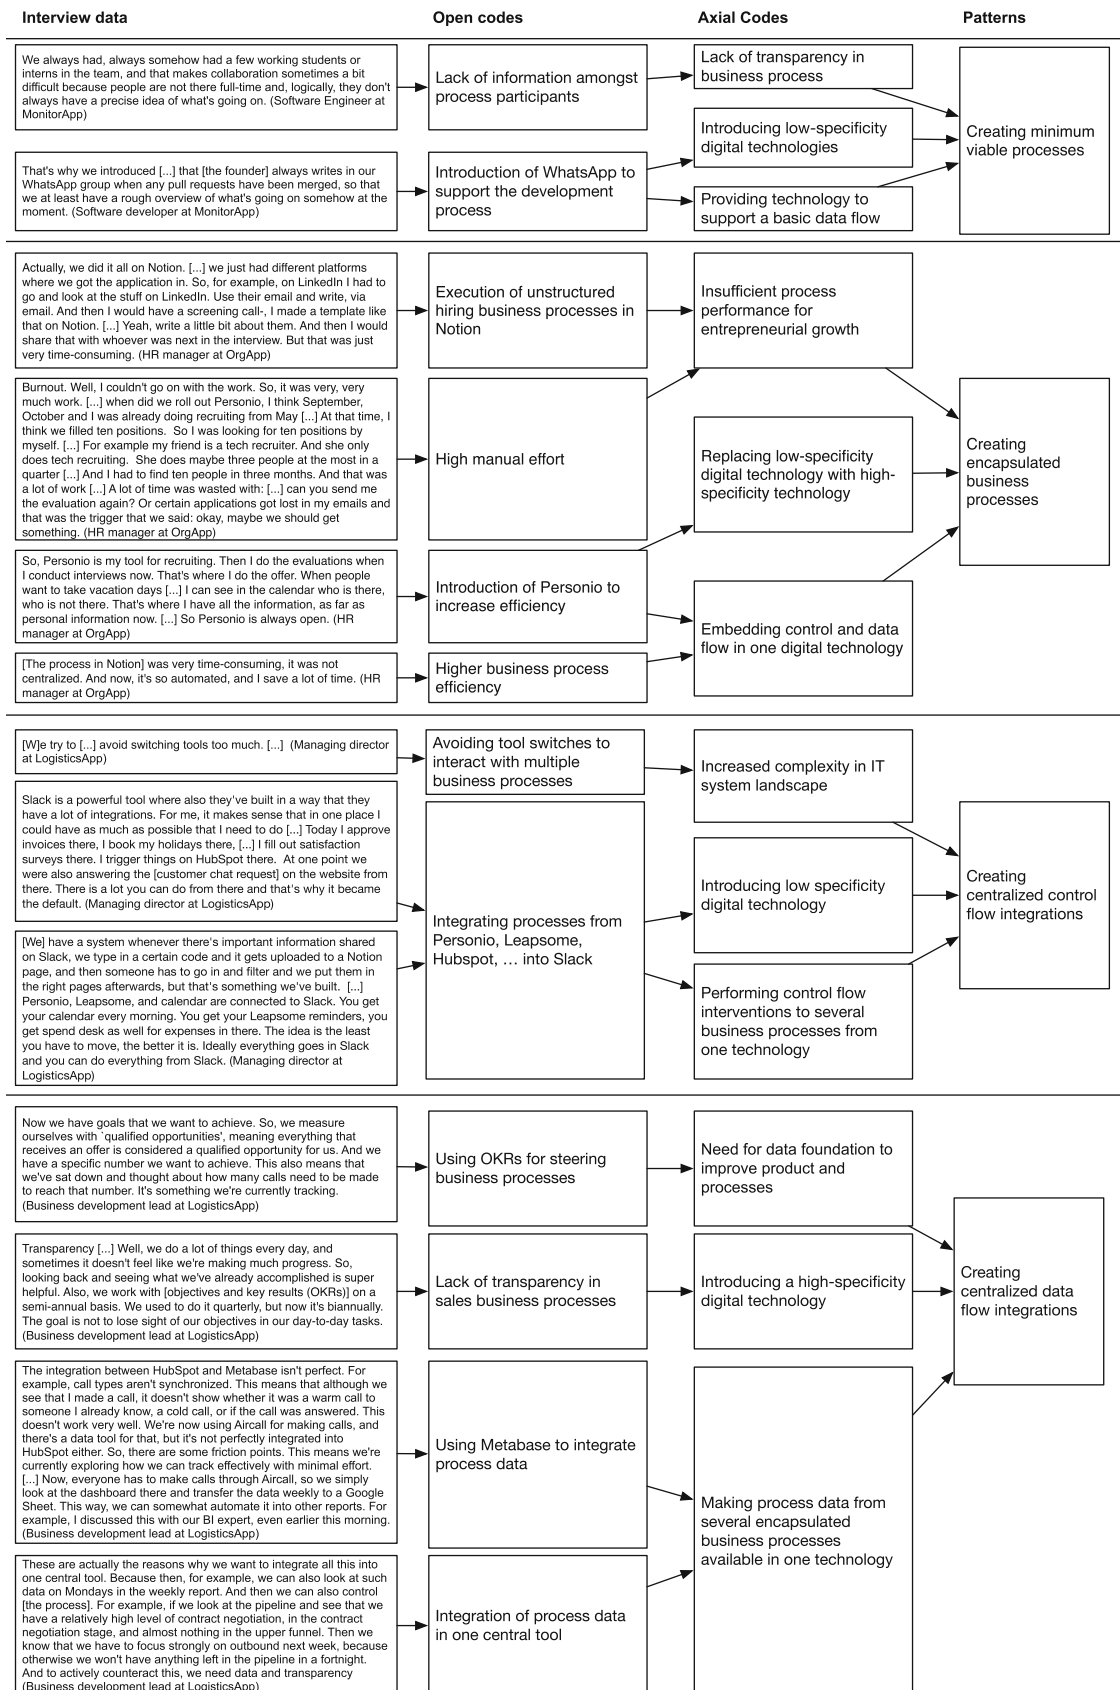 Interview data
Open codes
Axial Codes
Patterns
We always had, always somehow had a few working students or
interns in the team, and that makes collaboration sometimes a bit
difficult because people are not there full-time and, logically, they don't
always have a precise idea of what's going on. (Software Engineer at
MonitorApp)
Lack of information amongst
process participants
Lack of transparency in
business process
Introducing low-specificity
digital technologies
Creating minimum
viable processes
That's why we introduced [...] that [the founder] always writes in our
WhatsApp group when any pull requests have been merged, so that
we at least have a rough overview of what's going on somehow at the
moment. (Software developer at MonitorApp)
Introduction of WhatsApp to
support the development
process
Providing technology to
support a basic data flow
Actually, we did it all on Notion. [...] we just had different platforms
where we got the application in. So, for example, on LinkedIn I had to
go and look at the stuff on LinkedIn. Use their email and write, via
email. And then I would have a screening call-, I made a template like
that on Notion. [...] Yeah, write a little bit about them. And then I would
share that with whoever was next in the interview. But that was just
very time-consuming. (HR manager at OrgApp)
Execution of unstructured
hiring business processes in
Notion
Insufficient process
performance for
entrepreneurial growth
Burnout. Well, I couldn't go on with the work. So, it was very, very
much work. [...] when did we roll out Personio, I think September,
October and I was already doing recruiting from May [...] At that time, I
think we filled ten positions.  So I was looking for ten positions by
myself. [...] For example my friend is a tech recruiter. And she only
does tech recruiting.  She does maybe three people at the most in a
quarter [...] And I had to find ten people in three months. And that was
a lot of work [...] A lot of time was wasted with: [...] can you send me
the evaluation again? Or certain applications got lost in my emails and
that was the trigger that we said: okay, maybe we should get
something. (HR manager at OrgApp)
High manual effort
Replacing low-specificity
digital technology with high-
specificity technology
Creating
encapsulated
business
processes
So, Personio is my tool for recruiting. Then I do the evaluations when
I conduct interviews now. That's where I do the offer. When people
want to take vacation days [...] I can see in the calendar who is there,
who is not there. That's where I have all the information, as far as
personal information now. [...] So Personio is always open. (HR
manager at OrgApp)
Introduction of Personio to
increase efficiency
Embedding control and data
flow in one digital technology
[The process in Notion] was very time-consuming, it was not
centralized. And now, it's so automated, and I save a lot of time. (HR
manager at OrgApp)
Higher business process
efficiency
[W]e try to [...] avoid switching tools too much. [...]  (Managing director
at LogisticsApp)
Avoiding tool switches to
interact with multiple
business processes
Increased complexity in IT
system landscape
Slack is a powerful tool where also they've built in a way that they
have a lot of integrations. For me, it makes sense that in one place I
could have as much as possible that I need to do [...] Today I approve
invoices there, I book my holidays there, [...] I fill out satisfaction
surveys there. I trigger things on HubSpot there.  At one point we
were also answering the [customer chat request] on the website from
there. There is a lot you can do from there and that's why it became
the default. (Managing director at LogisticsApp)
Integrating processes from
Personio, Leapsome,
Hubspot, … into Slack
Introducing low specificity
digital technology
Creating
centralized control
flow integrations
[We] have a system whenever there's important information shared
on Slack, we type in a certain code and it gets uploaded to a Notion
page, and then someone has to go in and filter and we put them in
the right pages afterwards, but that's something we've built.  [...]
Personio, Leapsome, and calendar are connected to Slack. You get
your calendar every morning. You get your Leapsome reminders, you
get spend desk as well for expenses in there. The idea is the least
you have to move, the better it is. Ideally everything goes in Slack
and you can do everything from Slack. (Managing director at
LogisticsApp)
Performing control flow
interventions to several
business processes from
one technology
Now we have goals that we want to achieve. So, we measure
ourselves with `qualified opportunities', meaning everything that
receives an offer is considered a qualified opportunity for us. And we
have a specific number we want to achieve. This also means that
we've sat down and thought about how many calls need to be made
to reach that number. It's something we're currently tracking.
(Business development lead at LogisticsApp)
Using OKRs for steering
business processes
Need for data foundation to
improve product and
processes
Transparency [...] Well, we do a lot of things every day, and
sometimes it doesn't feel like we're making much progress. So,
looking back and seeing what we've already accomplished is super
helpful. Also, we work with [objectives and key results (OKRs)] on a
semi-annual basis. We used to do it quarterly, but now it's biannually.
The goal is not to lose sight of our objectives in our day-to-day tasks.
(Business development lead at LogisticsApp)
Lack of transparency in
sales business processes
Introducing a high-specificity
digital technology
Creating
centralized data
flow integrations
The integration between HubSpot and Metabase isn't perfect. For
example, call types aren't synchronized. This means that although we
see that I made a call, it doesn't show whether it was a warm call to
someone I already know, a cold call, or if the call was answered. This
doesn't work very well. We're now using Aircall for making calls, and
there's a data tool for that, but it's not perfectly integrated into
HubSpot either. So, there are some friction points. This means we're
currently exploring how we can track effectively with minimal effort.
[...] Now, everyone has to make calls through Aircall, so we simply
look at the dashboard there and transfer the data weekly to a Google
Sheet. This way, we can somewhat automate it into other reports. For
example, I discussed this with our BI expert, even earlier this morning.
(Business development lead at LogisticsApp)
Using Metabase to integrate
process data
Making process data from
several encapsulated
business processes
available in one technology
These are actually the reasons why we want to integrate all this into
one central tool. Because then, for example, we can also look at such
data on Mondays in the weekly report. And then we can also control
[the process]. For example, if we look at the pipeline and see that we
have a relatively high level of contract negotiation, in the contract
negotiation stage, and almost nothing in the upper funnel. Then we
know that we have to focus strongly on outbound next week, because
otherwise we won't have anything left in the pipeline in a fortnight.
And to actively counteract this, we need data and transparency
(Business development lead at LogisticsApp)
Integration of process data
in one central tool